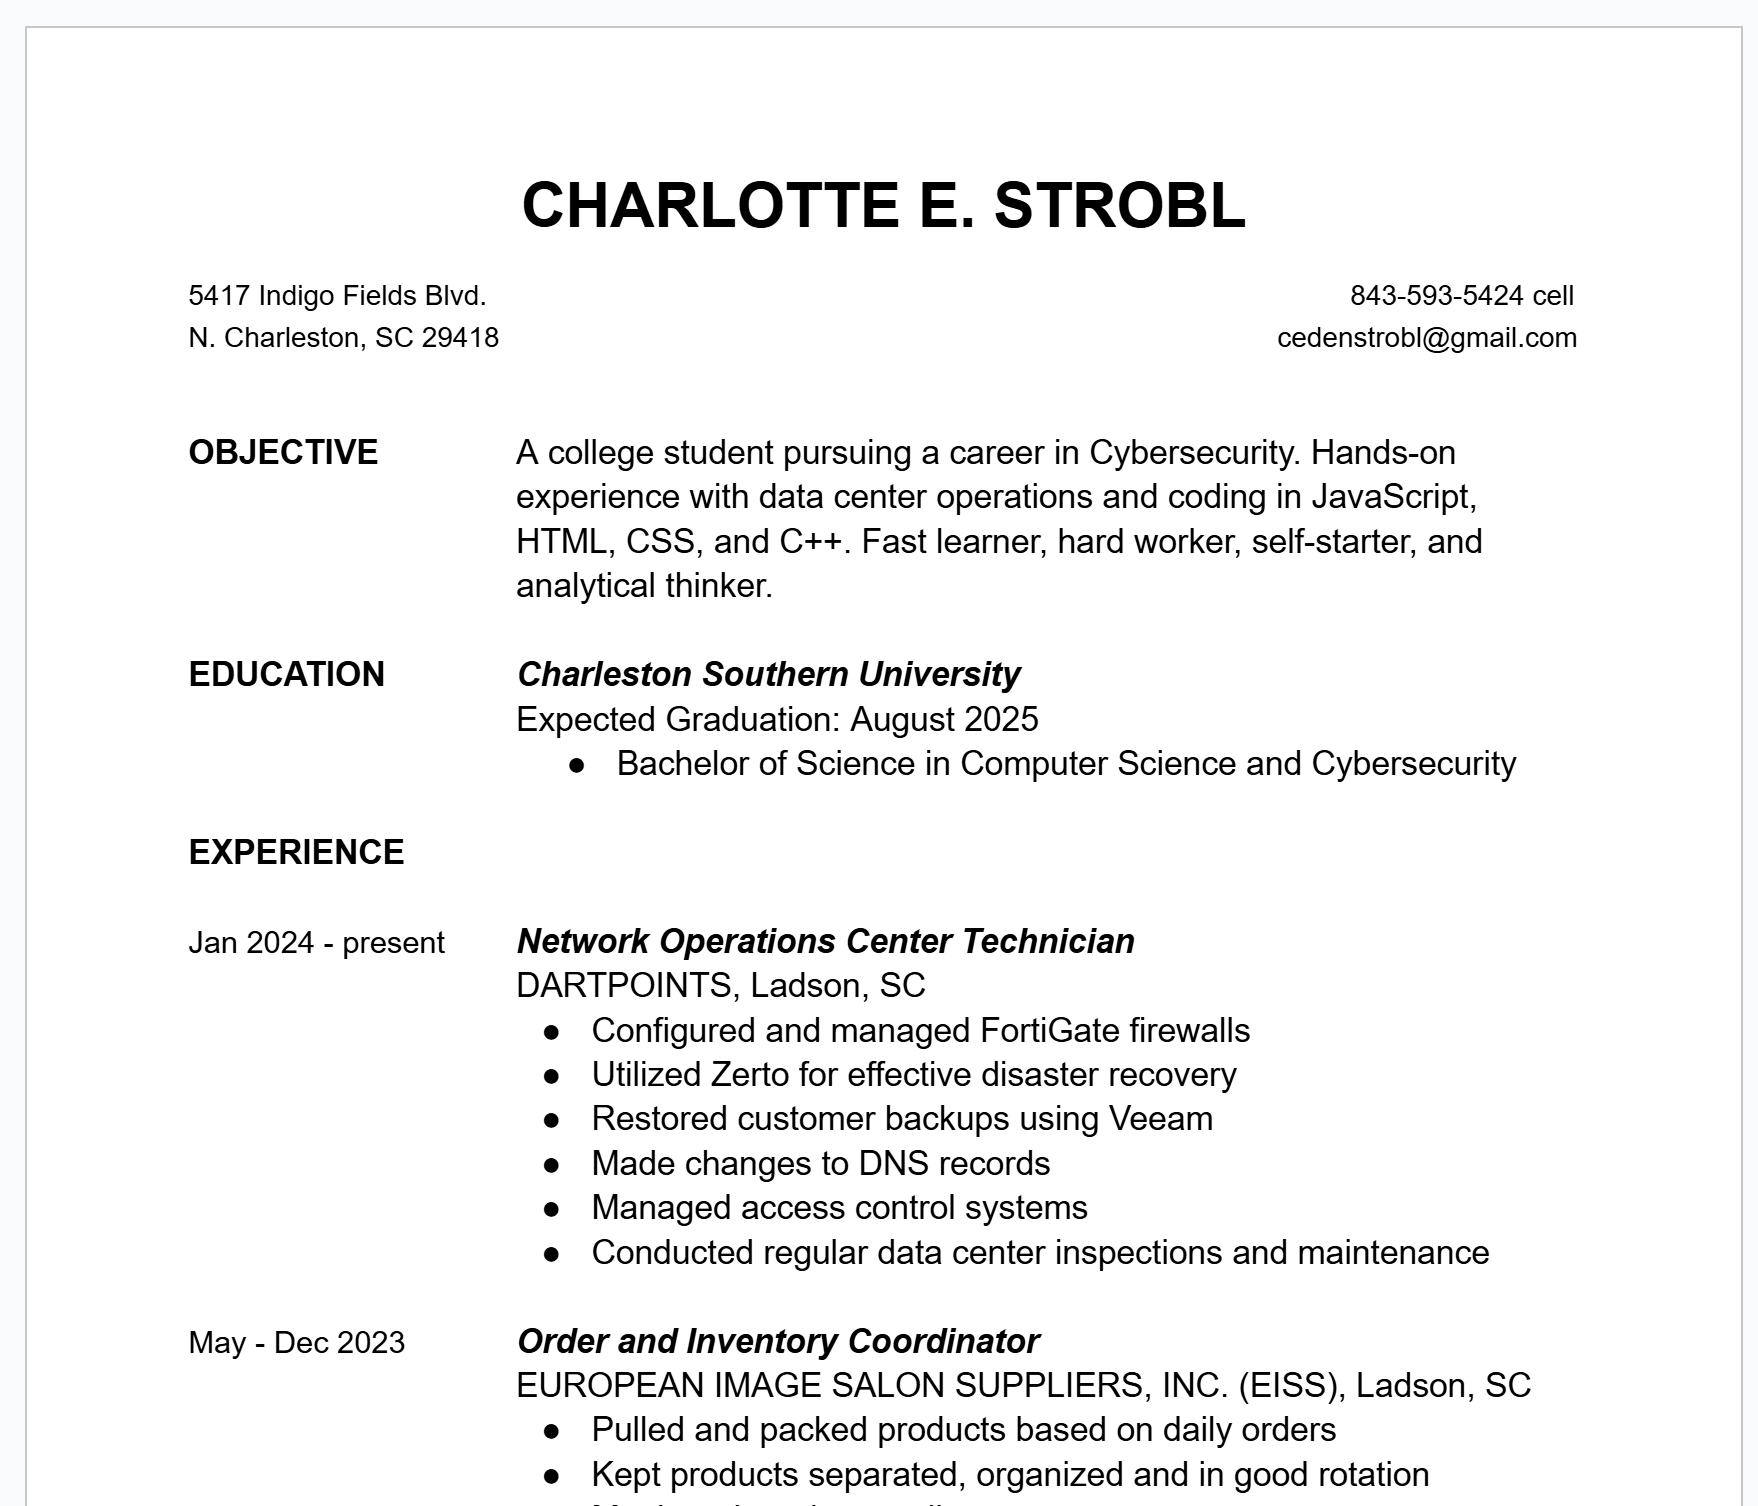 CHARLOTTE E. STROBL
5417 Indigo Fields Blvd. 843-593-5424 cell
N. Charleston, SC 29418 cedenstrobl@gmail.com
OBJECTIVE A college student pursuing a career in Cybersecurity. Hands-on
experience with data center operations and coding in JavaScript,
HTML, CSS, and C++. Fast learner, hard worker, self-starter, and
analytical thinker.
EDUCATION Charleston Southern University
Expected Graduation: August 2025
● Bachelor of Science in Computer Science and Cybersecurity
EXPERIENCE
Jan 2024 - present Network Operations Center Technician
DARTPOINTS, Ladson, SC
● Configured and managed FortiGate firewalls
● Utilized Zerto for effective disaster recovery
● Restored customer backups using Veeam
● Made changes to DNS records
● Managed access control systems
● Conducted regular data center inspections and maintenance
May - Dec 2023 Order and Inventory Coordinator
EUROPEAN IMAGE SALON SUPPLIERS, INC. (EISS), Ladson, SC
● Pulled and packed products based on daily orders
● Kept products separated, organized and in good rotation